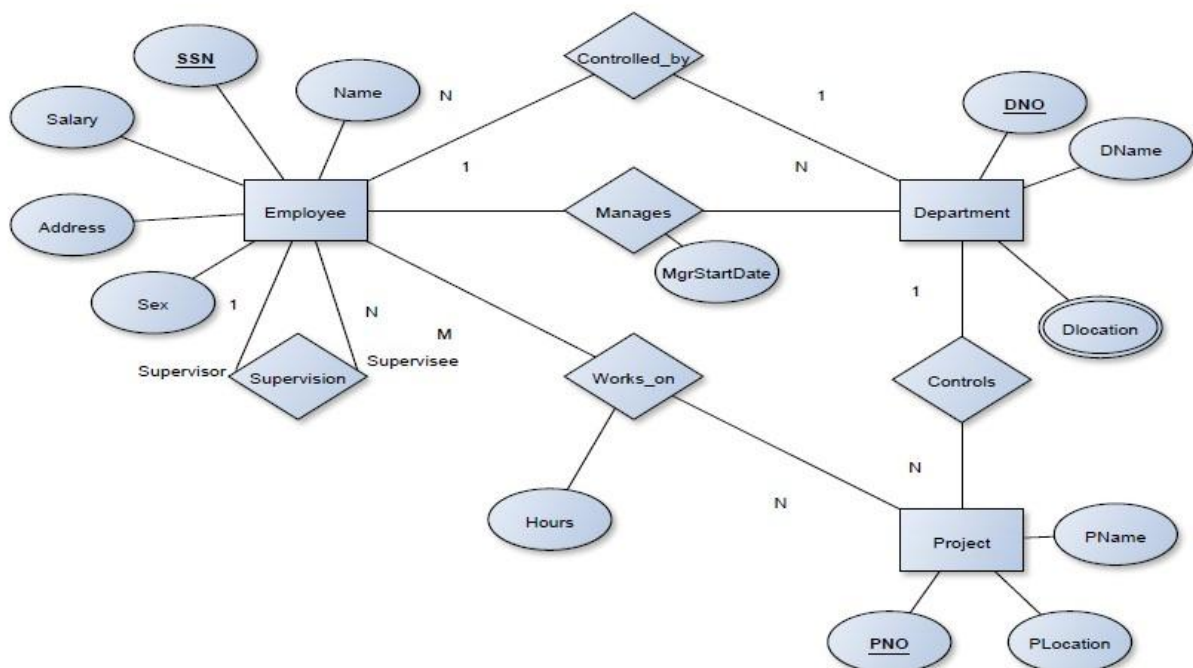 SSN
Controlled_by
Name
N
DNO
Salary
1
DName
1
N
Employee
Manages
Department
Address
MgrStartDate
Sex
1
N
1
Dlocation
M
Supervisor
Supervisee
Supervision
Works_on
Controls
N
N
Hours
Project
PName
PNO
PLocation